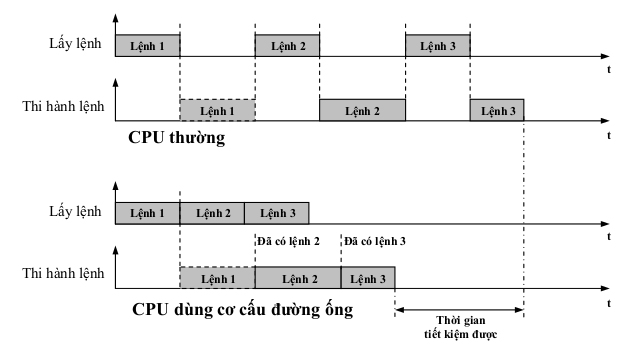 Lấy lệnh
Lệnh 1
Lệnh 2
Lệnh 3
t
Thi hành lệnh
Lệnh 1
Lệnh 2
Lệnh 3
t
CPU thường
Lấy lệnh
Lệnh 1
Lệnh 2
Lệnh 3
t
Đã có lệnh 2
Đã có lệnh 3
Thi hành lệnh
Lệnh 1
Lệnh 2
Lệnh 3
t
CPU dùng cơ cấu đường ống
Thời gian
tiết kiệm được